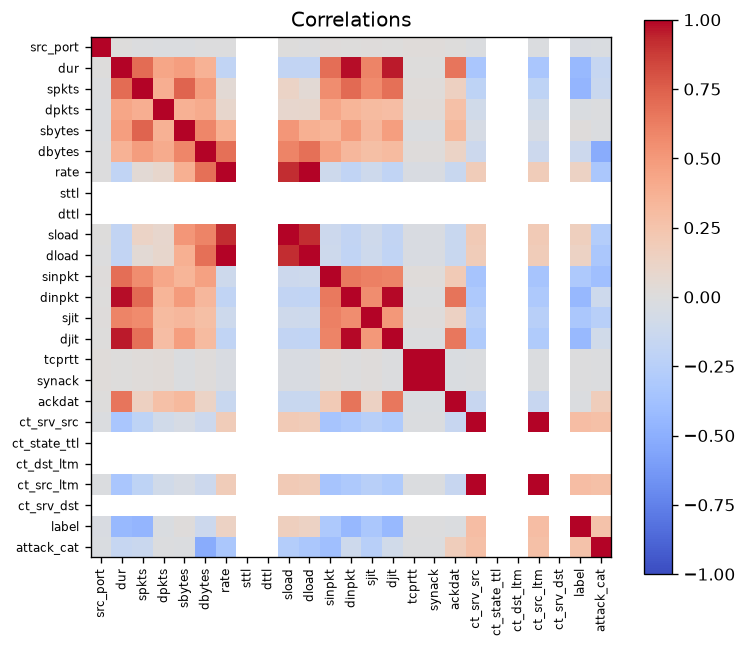 Correlations
src_port
dur
spkts
dpkts
sbytes
dbytes
rate
sttl
dttl
sload
dload
sinpkt
dinpkt
sjit
djit
tcprtt
synack
ackdat
ct_srv_src
ct_state_ttl
ct_dst_ltm
ct_src_ltm
ct_srv_dst
label
attack_cat
src_port
dur
spkts
dpkts
sbytes
dbytes
rate
sttl
dttl
sload
dload
sinpkt
dinpkt
sjit
djit
tcprtt
synack
ackdat
ct_srv_src
ct_state_ttl
ct_dst_ltm
ct_src_ltm
ct_srv_dst
label
attack_cat
1.00
0.75
0.50
0.25
0.00
−0.25
−0.50
−0.75
−1.00